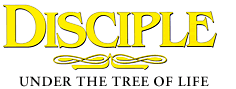 DISCIPLE
UNDER THE TREE OF LIFE